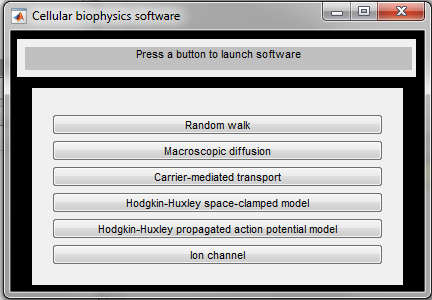 Cellular biophysics software
Press a button to launch software
Random walk
Macroscopic diffusion
Carrier-mediated transport
Hodgkin-Huxley space-clamped model
Hodgkin-Huxley propagated action potential model
Ion channel